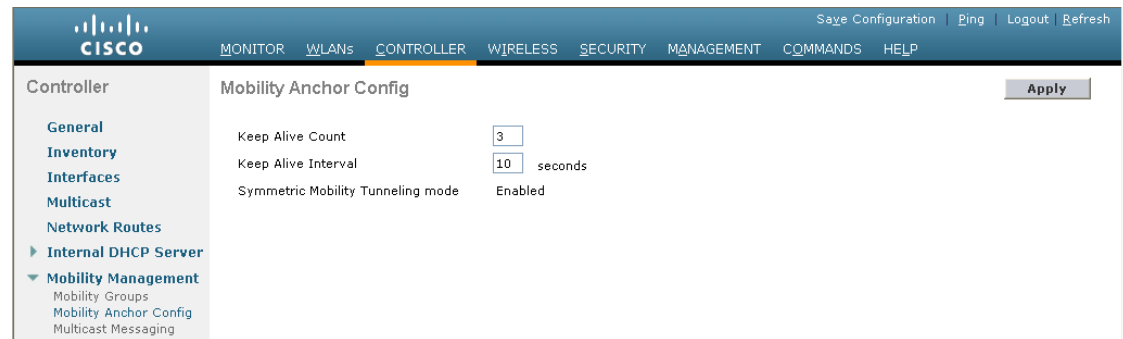 Save Configuration | Ping | Logout | Refresh
CISCO
MONITOR WLANs CONTROLLER WIRELESS SECURITY MANAGEMENT COMMANDS HELP
Controller
General
Inventory
Interfaces
Multicast
Network Routes
Internal DHCP Server
Mobility Management
Mobility Groups
Mobility Anchor Config
Multicast Messaging
Mobility Anchor Config
Apply
Keep Alive Count 3
Keep Alive Interval 10 seconds
Symmetric Mobility Tunneling mode Enabled